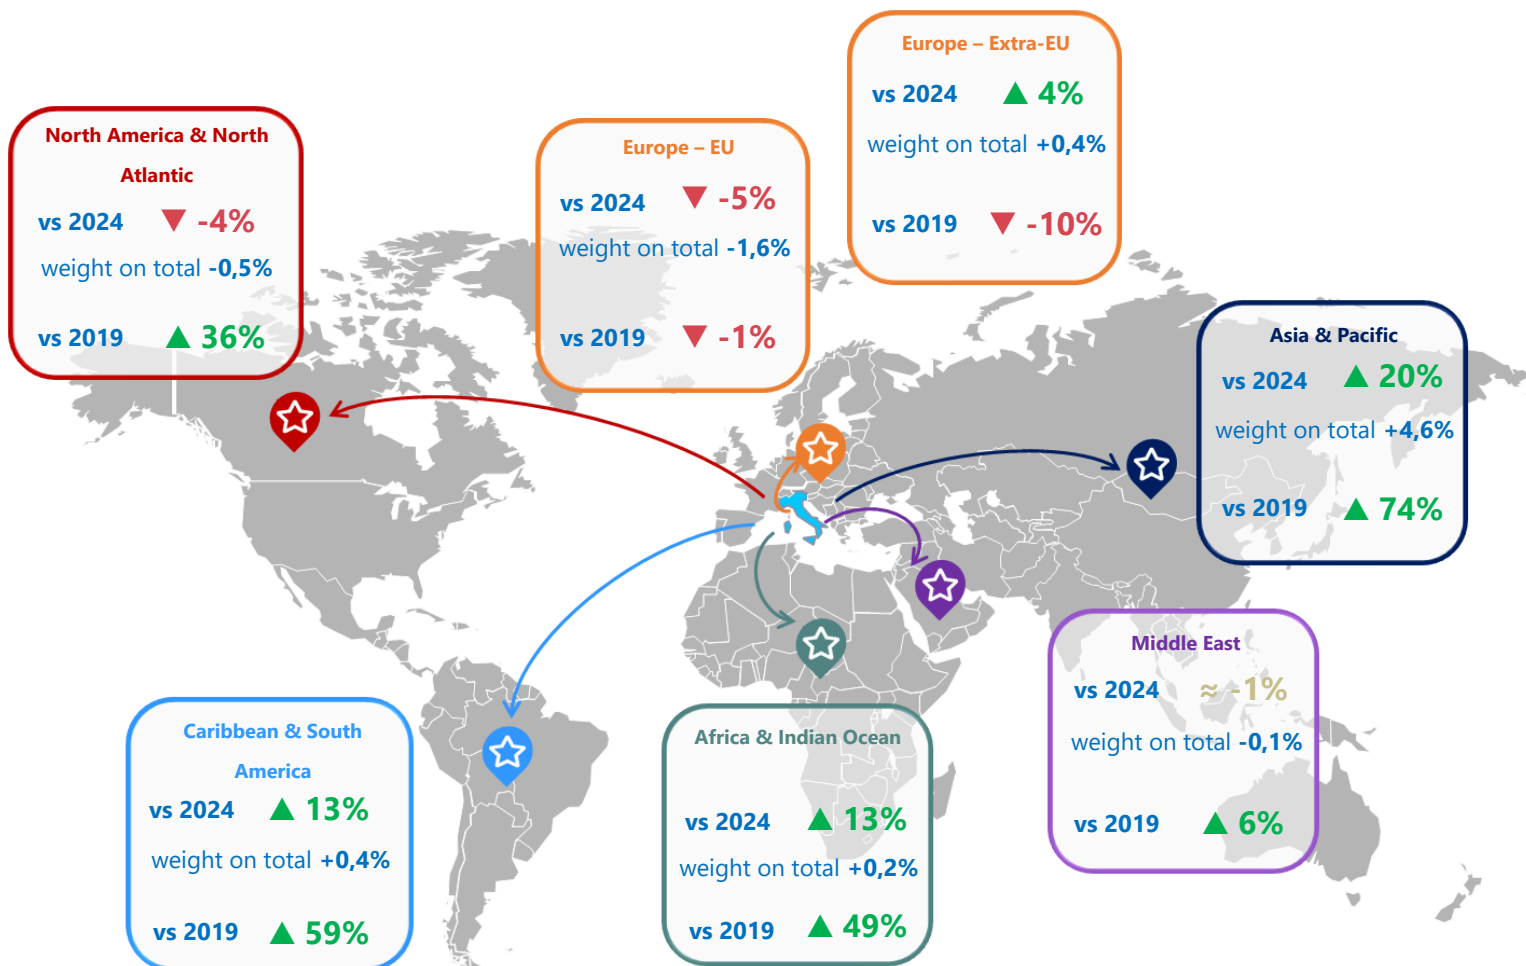 Europe – Extra-EU
vs 2024 ▲ 4%
weight on total +0,4%
vs 2019 ▼ -10%
North America & North
Atlantic
vs 2024 ▼ -4%
weight on total -0,5%
vs 2019 ▲ 36%
Europe – EU
vs 2024 ▼ -5%
weight on total -1,6%
vs 2019 ▼ -1%
Asia & Pacific
vs 2024 ▲ 20%
weight on total +4,6%
vs 2019 ▲ 74%
Middle East
vs 2024 ≈ -1%
weight on total -0,1%
vs 2019 ▲ 6%
Caribbean & South
America
vs 2024 ▲ 13%
weight on total +0,4%
vs 2019 ▲ 59%
Africa & Indian Ocean
vs 2024 ▲ 13%
weight on total +0,2%
vs 2019 ▲ 49%